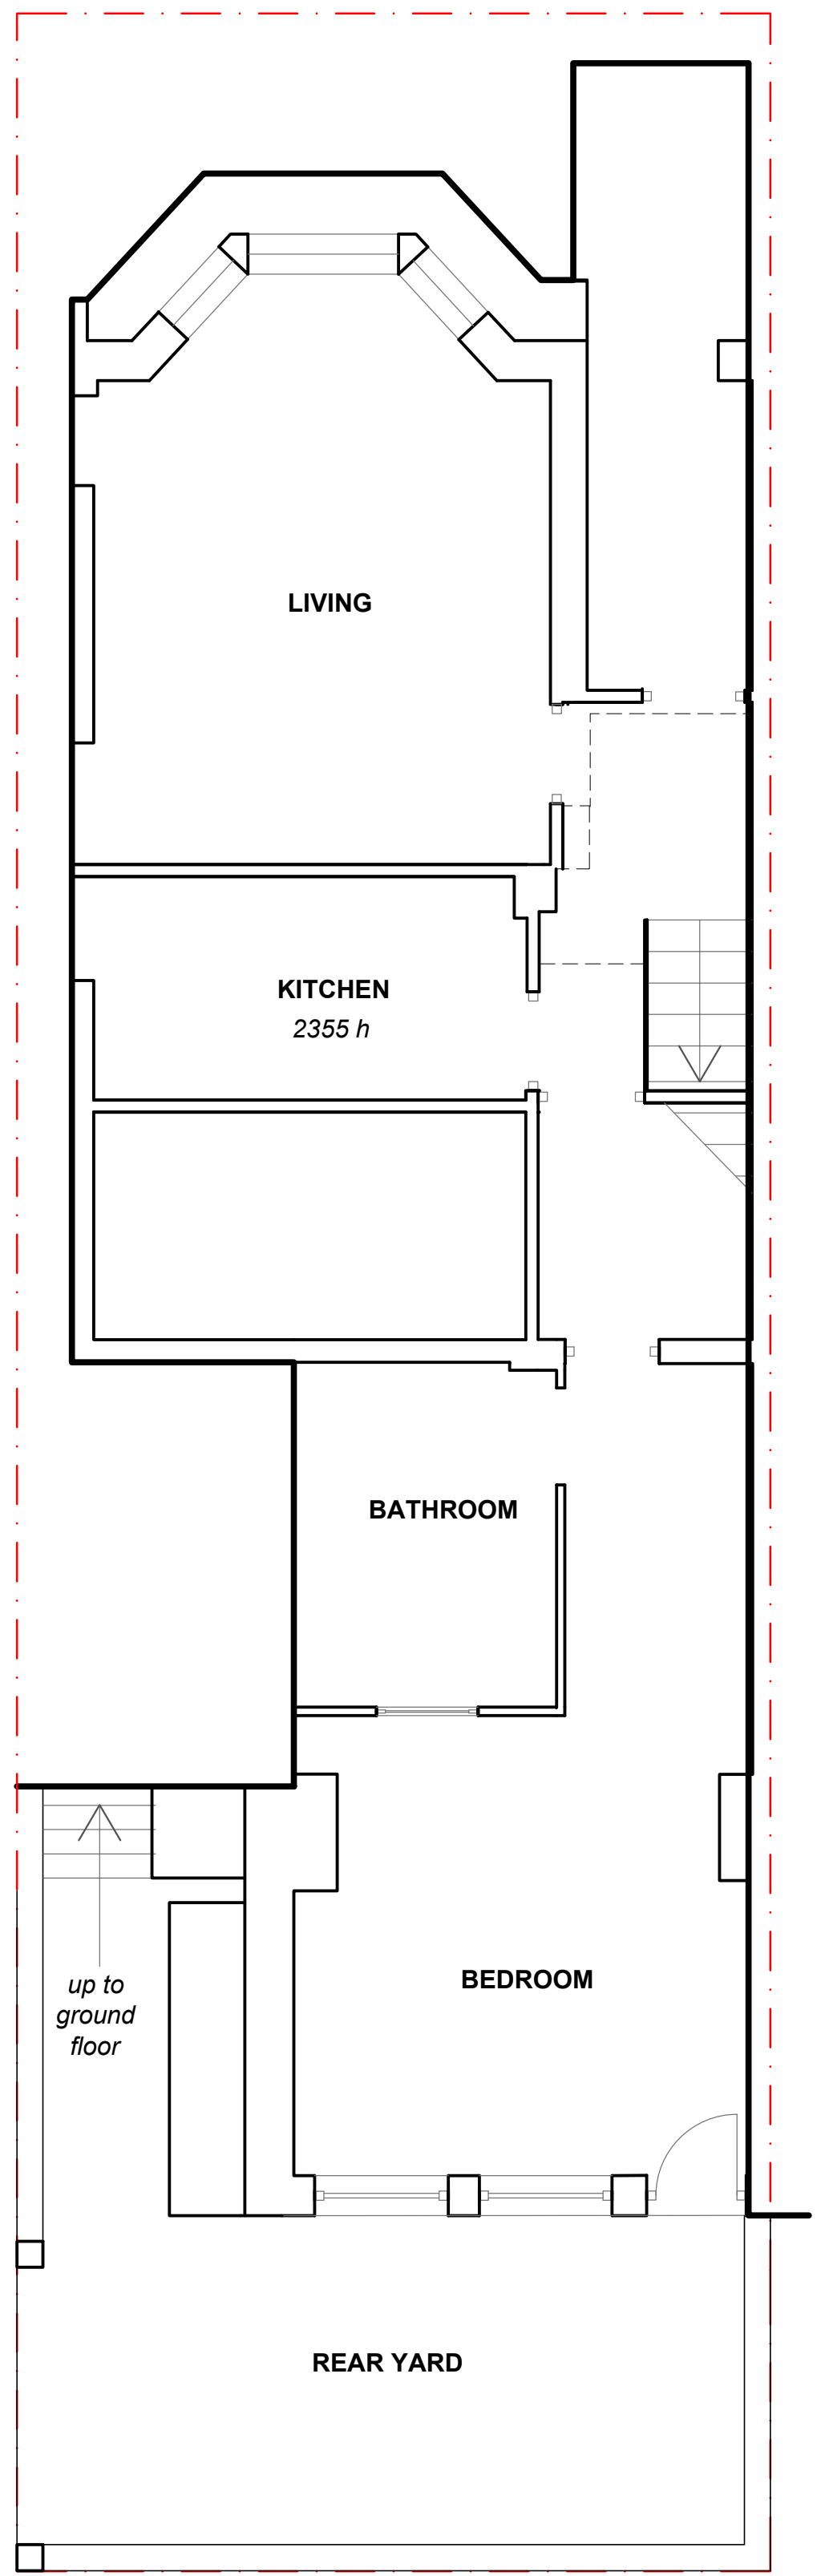 LIVING
KITCHEN
2355 h
BATHROOM
BEDROOM
up to
ground
floor
REAR YARD